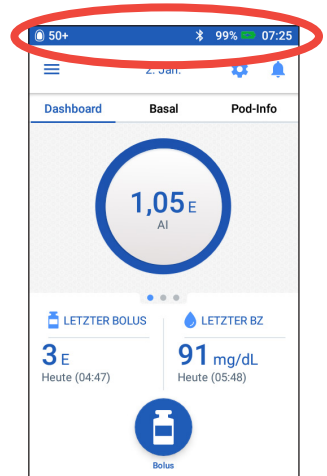 50+ 99% 07:25
2. Jan.
Dashboard Basal Pod-Info
1,05 E
AI
LETZTER BOLUS LETZTER BZ
3 E 91 mg/dL
Heute (04:47) Heute (05:48)
Bolus